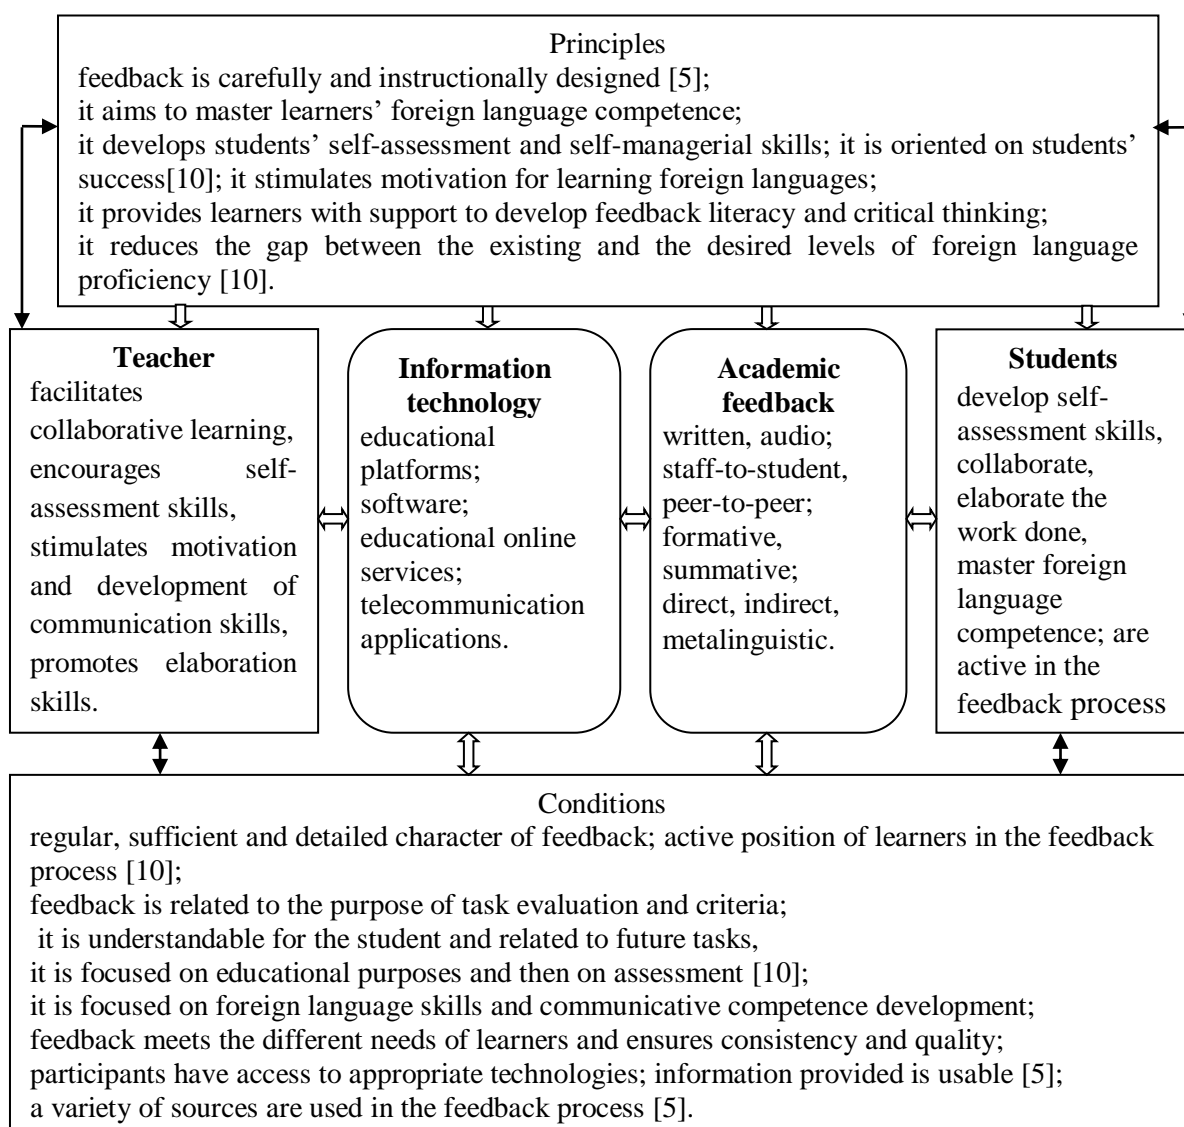 Principles
feedback is carefully and instructionally designed [5];
it aims to master learners’ foreign language competence;
it develops students’ self-assessment and self-managerial skills; it is oriented on students’
success[10]; it stimulates motivation for learning foreign languages;
it provides learners with support to develop feedback literacy and critical thinking;
it reduces the gap between the existing and the desired levels of foreign language
proficiency [10].
Teacher
facilitates
collaborative learning,
encourages self-
assessment skills,
stimulates motivation
and development of
communication skills,
promotes elaboration
skills.
Information
technology
educational
platforms;
software;
educational online
services;
telecommunication
applications.
Academic
feedback
written, audio;
staff-to-student,
peer-to-peer;
formative,
summative;
direct, indirect,
metalinguistic.
Students
develop self-
assessment skills,
collaborate,
elaborate the
work done,
master foreign
language
competence; are
active in the
feedback process
Conditions
regular, sufficient and detailed character of feedback; active position of learners in the feedback
process [10];
feedback is related to the purpose of task evaluation and criteria;
it is understandable for the student and related to future tasks,
it is focused on educational purposes and then on assessment [10];
it is focused on foreign language skills and communicative competence development;
feedback meets the different needs of learners and ensures consistency and quality;
participants have access to appropriate technologies; information provided is usable [5];
a variety of sources are used in the feedback process [5].